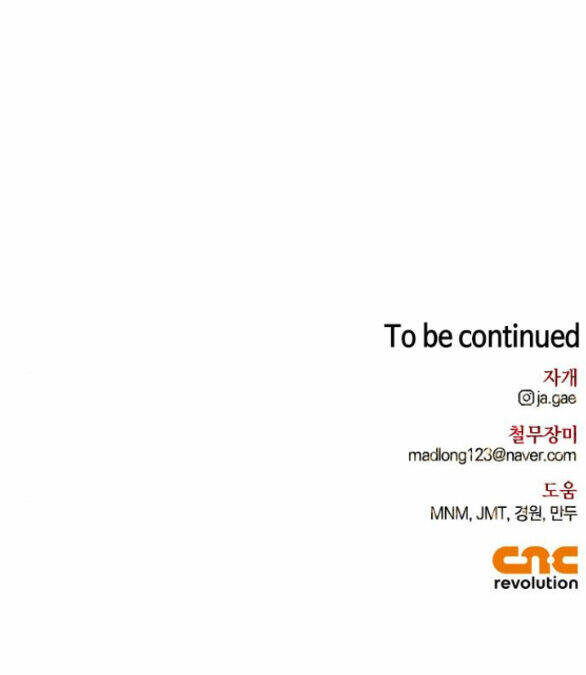 To be continued
자개
ja.gae
철무장미
madlong123@naver.com
도움
MNM, JMT, 경원, 만두
CNC
revolution